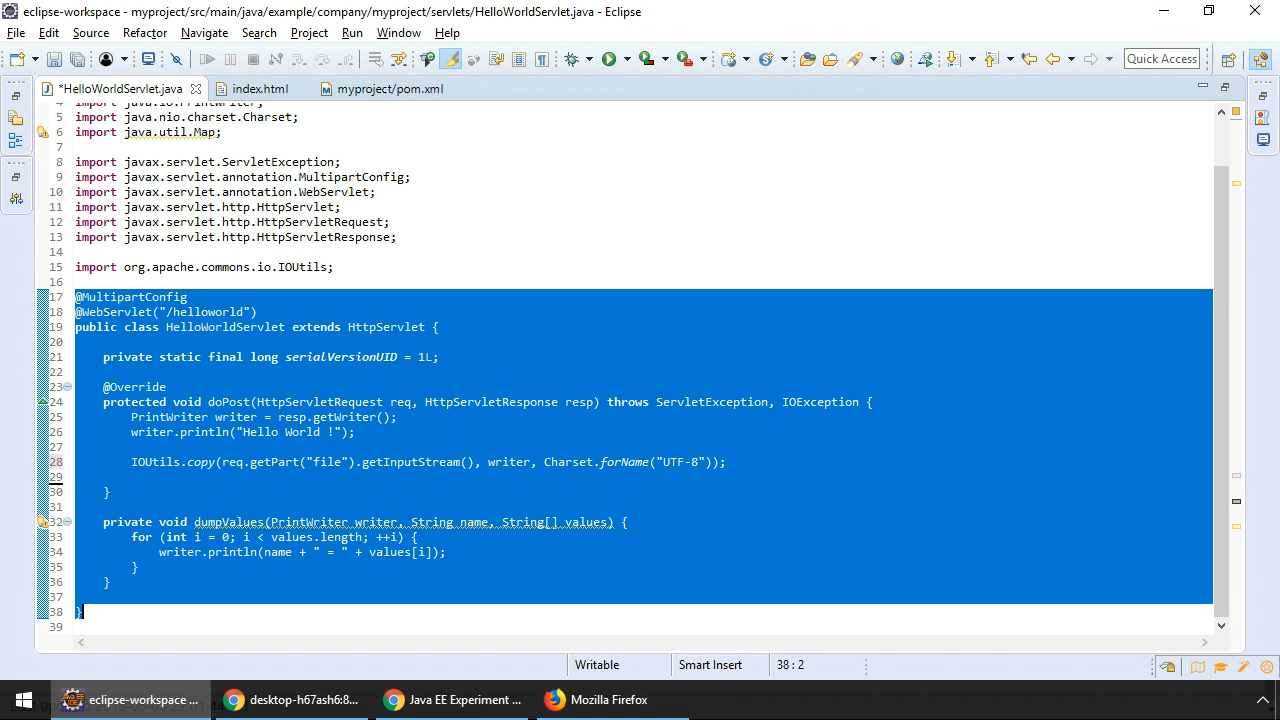 eclipse-workspace - myproject/src/main/java/example/company/myproject/servlets/HelloWorldServlet.java - Eclipse
File Edit Source Refactor Navigate Search Project Run Window Help
Quick Access
*HelloWorldServlet.java index.html myproject/pom.xml
4 import java.io.PrintWriter;
5 import java.nio.charset.Charset;
6 import java.util.Map;
7
8 import javax.servlet.ServletException;
9 import javax.servlet.annotation.MultipartConfig;
10 import javax.servlet.annotation.WebServlet;
11 import javax.servlet.http.HttpServlet;
12 import javax.servlet.http.HttpServletRequest;
13 import javax.servlet.http.HttpServletResponse;
14
15 import org.apache.commons.io.IOUtils;
16
17 @MultipartConfig
18 @WebServlet("/helloworld")
19 public class HelloWorldServlet extends HttpServlet {
20
21 private static final long serialVersionUID = 1L;
22
23 @Override
24 protected void doPost(HttpServletRequest req, HttpServletResponse resp) throws ServletException, IOException {
25 PrintWriter writer = resp.getWriter();
26 writer.println("Hello World !");
27
28 IOUtils.copy(req.getPart("file").getInputStream(), writer, Charset.forName("UTF-8"));
29
30 }
31
32 private void dumpValues(PrintWriter writer, String name, String[] values) {
33 for (int i = 0; i < values.length; ++i) {
34 writer.println(name + " = " + values[i]);
35 }
36 }
37
38 }
39
Writable Smart Insert 38 : 2
eclipse-workspace ... desktop-h67ash6:8... Java EE Experiment ... Mozilla Firefox